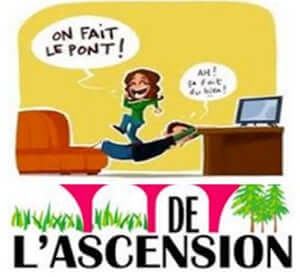 ON FAIT
LE PONT!
AH!
ça fait
du bien!
DE
L'ASCENSION